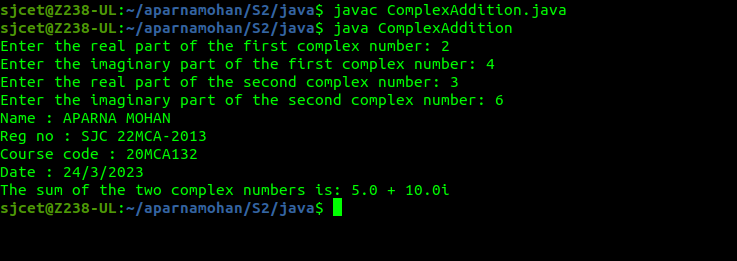 sjcet@Z238-UL:~/aparnamohan/S2/java$ javac ComplexAddition.java
sjcet@Z238-UL:~/aparnamohan/S2/java$ java ComplexAddition
Enter the real part of the first complex number: 2
Enter the imaginary part of the first complex number: 4
Enter the real part of the second complex number: 3
Enter the imaginary part of the second complex number: 6
Name : APARNA MOHAN
Reg no : SJC 22MCA-2013
Course code : 20MCA132
Date : 24/3/2023
The sum of the two complex numbers is: 5.0 + 10.0i
sjcet@Z238-UL:~/aparnamohan/S2/java$